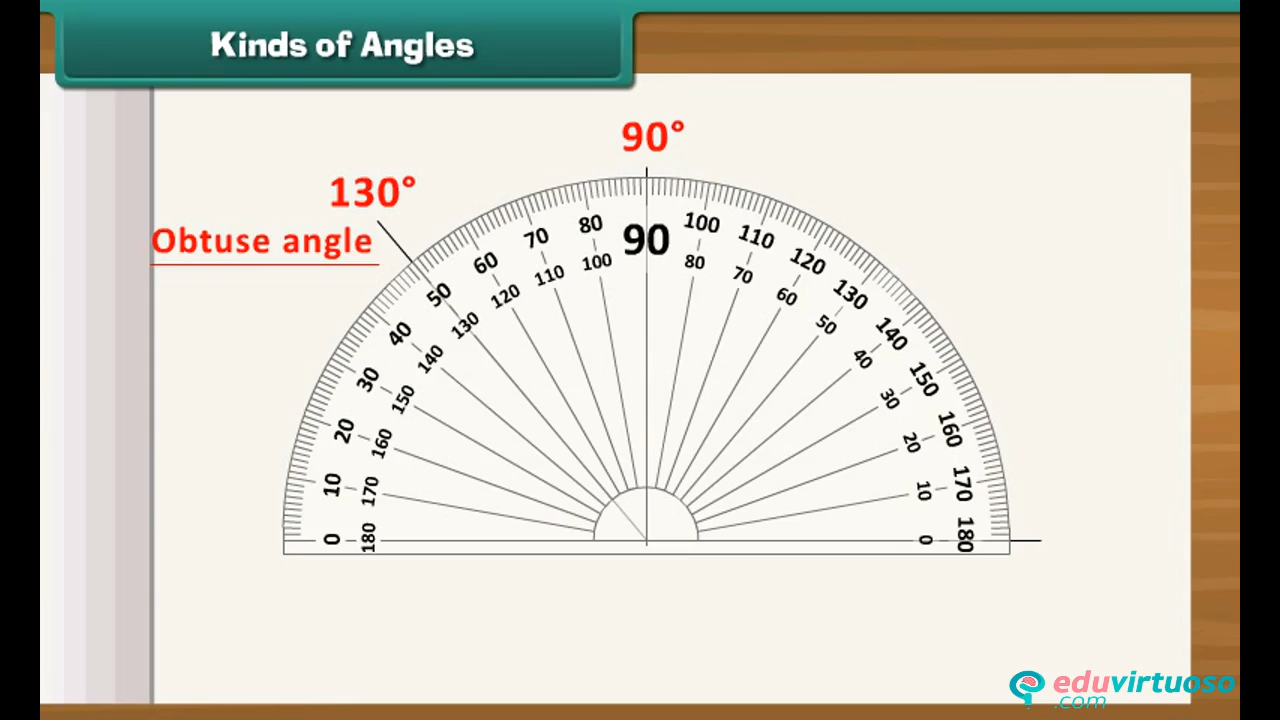 Kinds of Angles
90°
130°
Obtuse angle
0 10 20 30 40 50 60 70 80 90 100 110 120 130 140 150 160 170 180
180 170 160 150 140 130 120 110 100 80 70 60 50 40 30 20 10 0
eduvirtuoso
.com